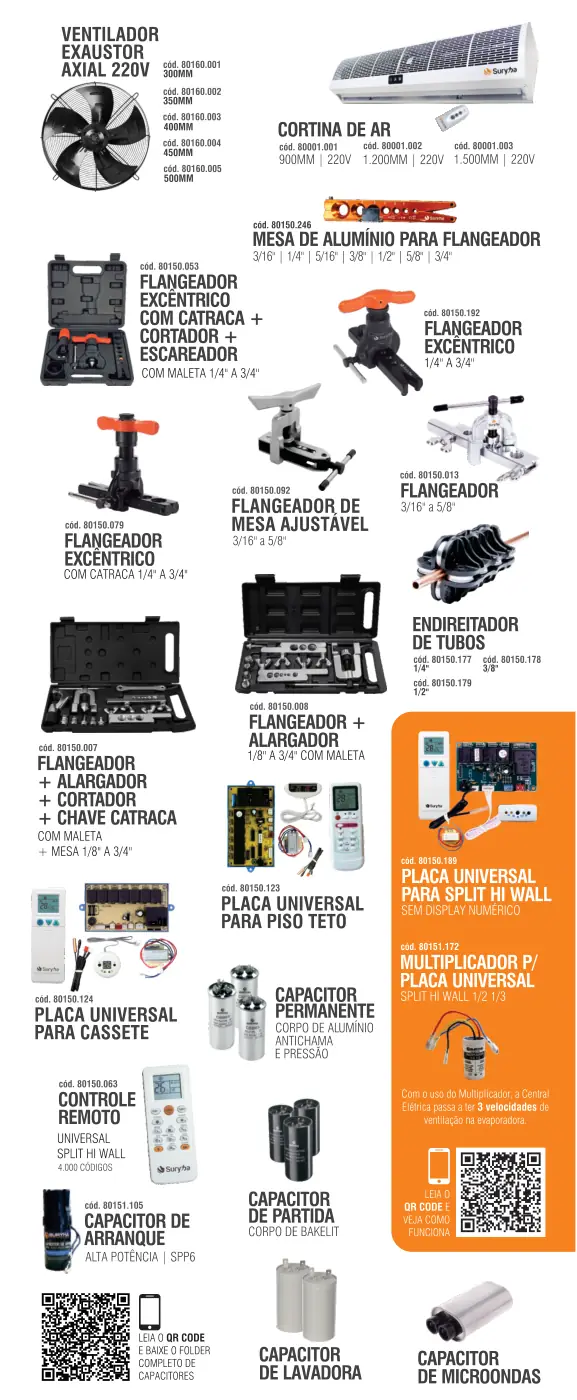 VENTILADOR
EXAUSTOR
AXIAL 220V
cód. 80160.001
300MM
cód. 80160.002
350MM
cód. 80160.003
400MM
cód. 80160.004
450MM
cód. 80160.005
500MM
Suryha
CORTINA DE AR
cód. 80001.001
900MM | 220V
cód. 80001.002
1.200MM | 220V
cód. 80001.003
1.500MM | 220V
cód. 80150.246
MESA DE ALUMÍNIO PARA FLANGEADOR
3/16" | 1/4" | 5/16" | 3/8" | 1/2" | 5/8" | 3/4"
cód. 80150.053
FLANGEADOR
EXCÊNTRICO
COM CATRACA +
CORTADOR +
ESCAREADOR
COM MALETA 1/4" A 3/4"
cód. 80150.192
FLANGEADOR
EXCÊNTRICO
1/4" A 3/4"
cód. 80150.079
FLANGEADOR
EXCÊNTRICO
COM CATRACA 1/4" A 3/4"
cód. 80150.092
FLANGEADOR DE
MESA AJUSTÁVEL
3/16" a 5/8"
cód. 80150.013
FLANGEADOR
3/16" a 5/8"
ENDIREITADOR
DE TUBOS
cód. 80150.177
1/4"
cód. 80150.178
3/8"
cód. 80150.179
1/2"
cód. 80150.007
FLANGEADOR
+ ALARGADOR
+ CORTADOR
+ CHAVE CATRACA
COM MALETA
+ MESA 1/8" A 3/4"
cód. 80150.008
FLANGEADOR +
ALARGADOR
1/8" A 3/4" COM MALETA
cód. 80150.123
PLACA UNIVERSAL
PARA PISO TETO
Suryha
cód. 80150.189
PLACA UNIVERSAL
PARA SPLIT HI WALL
SEM DISPLAY NUMÉRICO
cód. 80151.172
MULTIPLICADOR P/
PLACA UNIVERSAL
SPLIT HI WALL 1/2 1/3
Com o uso do Multiplicador, a Central
Elétrica passa a ter 3 velocidades de
ventilação na evaporadora.
LEIA O
QR CODE E
VEJA COMO
FUNCIONA
Suryha
cód. 80150.124
PLACA UNIVERSAL
PARA CASSETE
CAPACITOR
PERMANENTE
CORPO DE ALUMÍNIO
ANTICHAMA
E PRESSÃO
cód. 80150.063
CONTROLE
REMOTO
UNIVERSAL
SPLIT HI WALL
4.000 CÓDIGOS
Suryha
CAPACITOR
DE PARTIDA
CORPO DE BAKELIT
cód. 80151.105
CAPACITOR DE
ARRANQUE
ALTA POTÊNCIA | SPP6
LEIA O QR CODE
E BAIXE O FOLDER
COMPLETO DE
CAPACITORES
CAPACITOR
DE LAVADORA
CAPACITOR
DE MICROONDAS